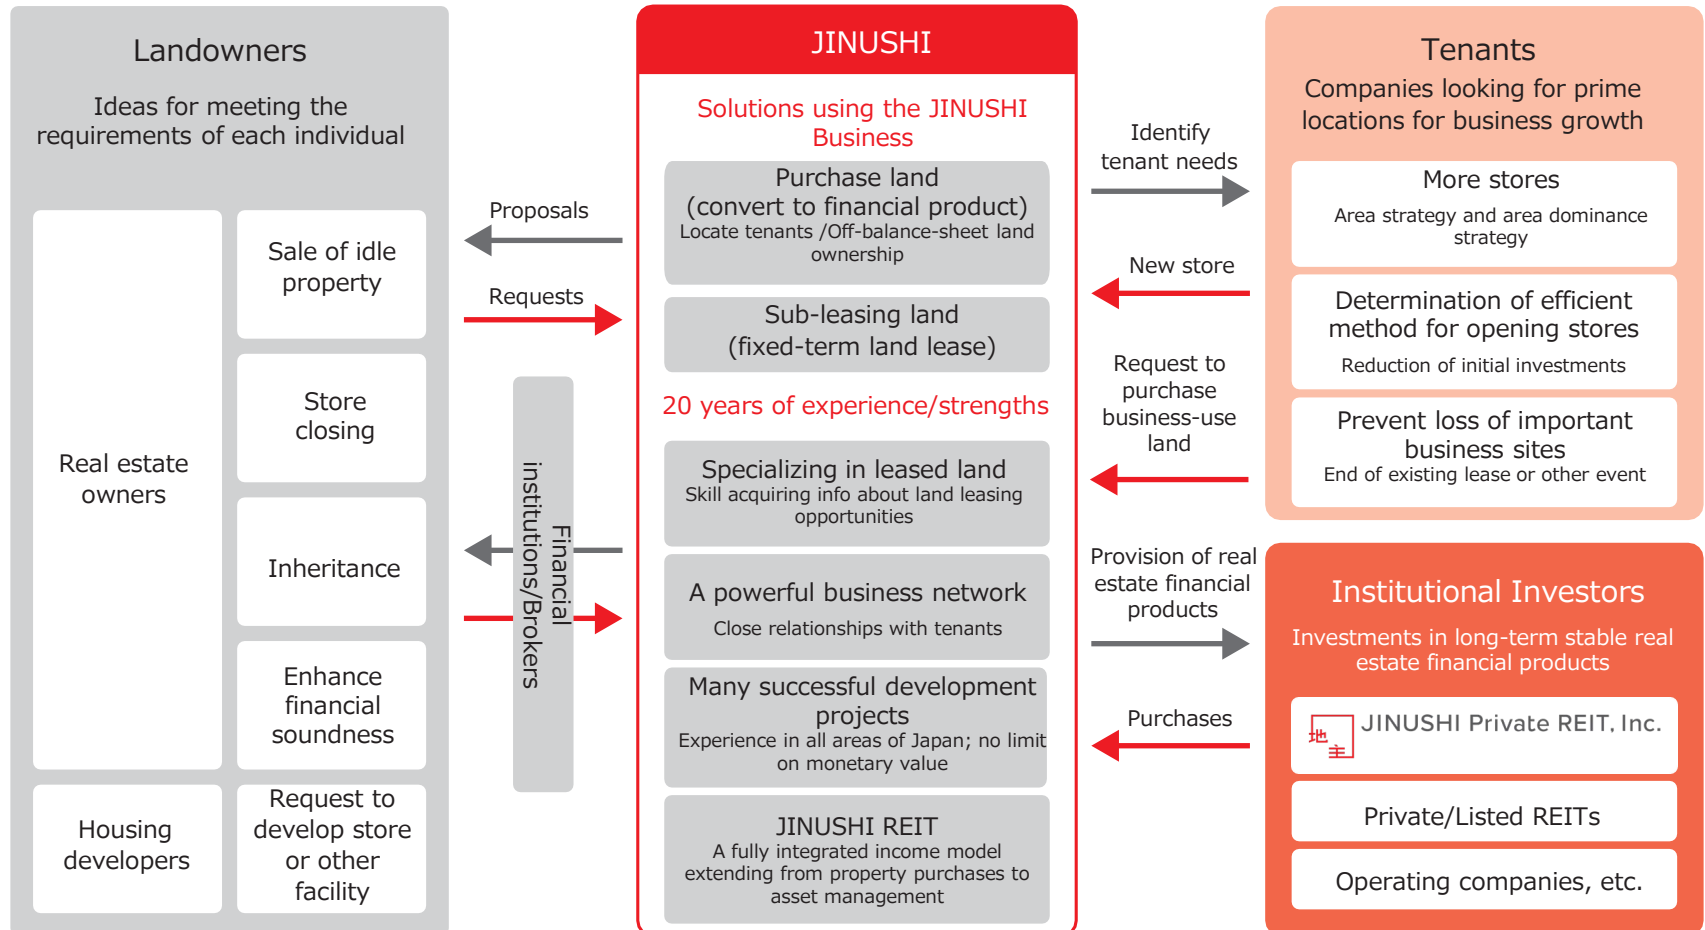 Landowners
Ideas for meeting the
requirements of each individual
Real estate
owners
Sale of idle
property
Store
closing
Inheritance
Enhance
financial
soundness
Housing
developers
Request to
develop store
or other
facility
Proposals
Requests
Financial
institutions/Brokers
JINUSHI
Solutions using the JINUSHI
Business
Purchase land
(convert to financial product)
Locate tenants /Off-balance-sheet land
ownership
Sub-leasing land
(fixed-term land lease)
20 years of experience/strengths
Specializing in leased land
Skill acquiring info about land leasing
opportunities
A powerful business network
Close relationships with tenants
Many successful development
projects
Experience in all areas of Japan; no limit
on monetary value
JINUSHI REIT
A fully integrated income model
extending from property purchases to
asset management
Identify
tenant needs
New store
Request to
purchase
business-use
land
Provision of real
estate financial
products
Purchases
Tenants
Companies looking for prime
locations for business growth
More stores
Area strategy and area dominance
strategy
Determination of efficient
method for opening stores
Reduction of initial investments
Prevent loss of important
business sites
End of existing lease or other event
Institutional Investors
Investments in long-term stable real
estate financial products
地主
JINUSHI Private REIT, Inc.
Private/Listed REITs
Operating companies, etc.